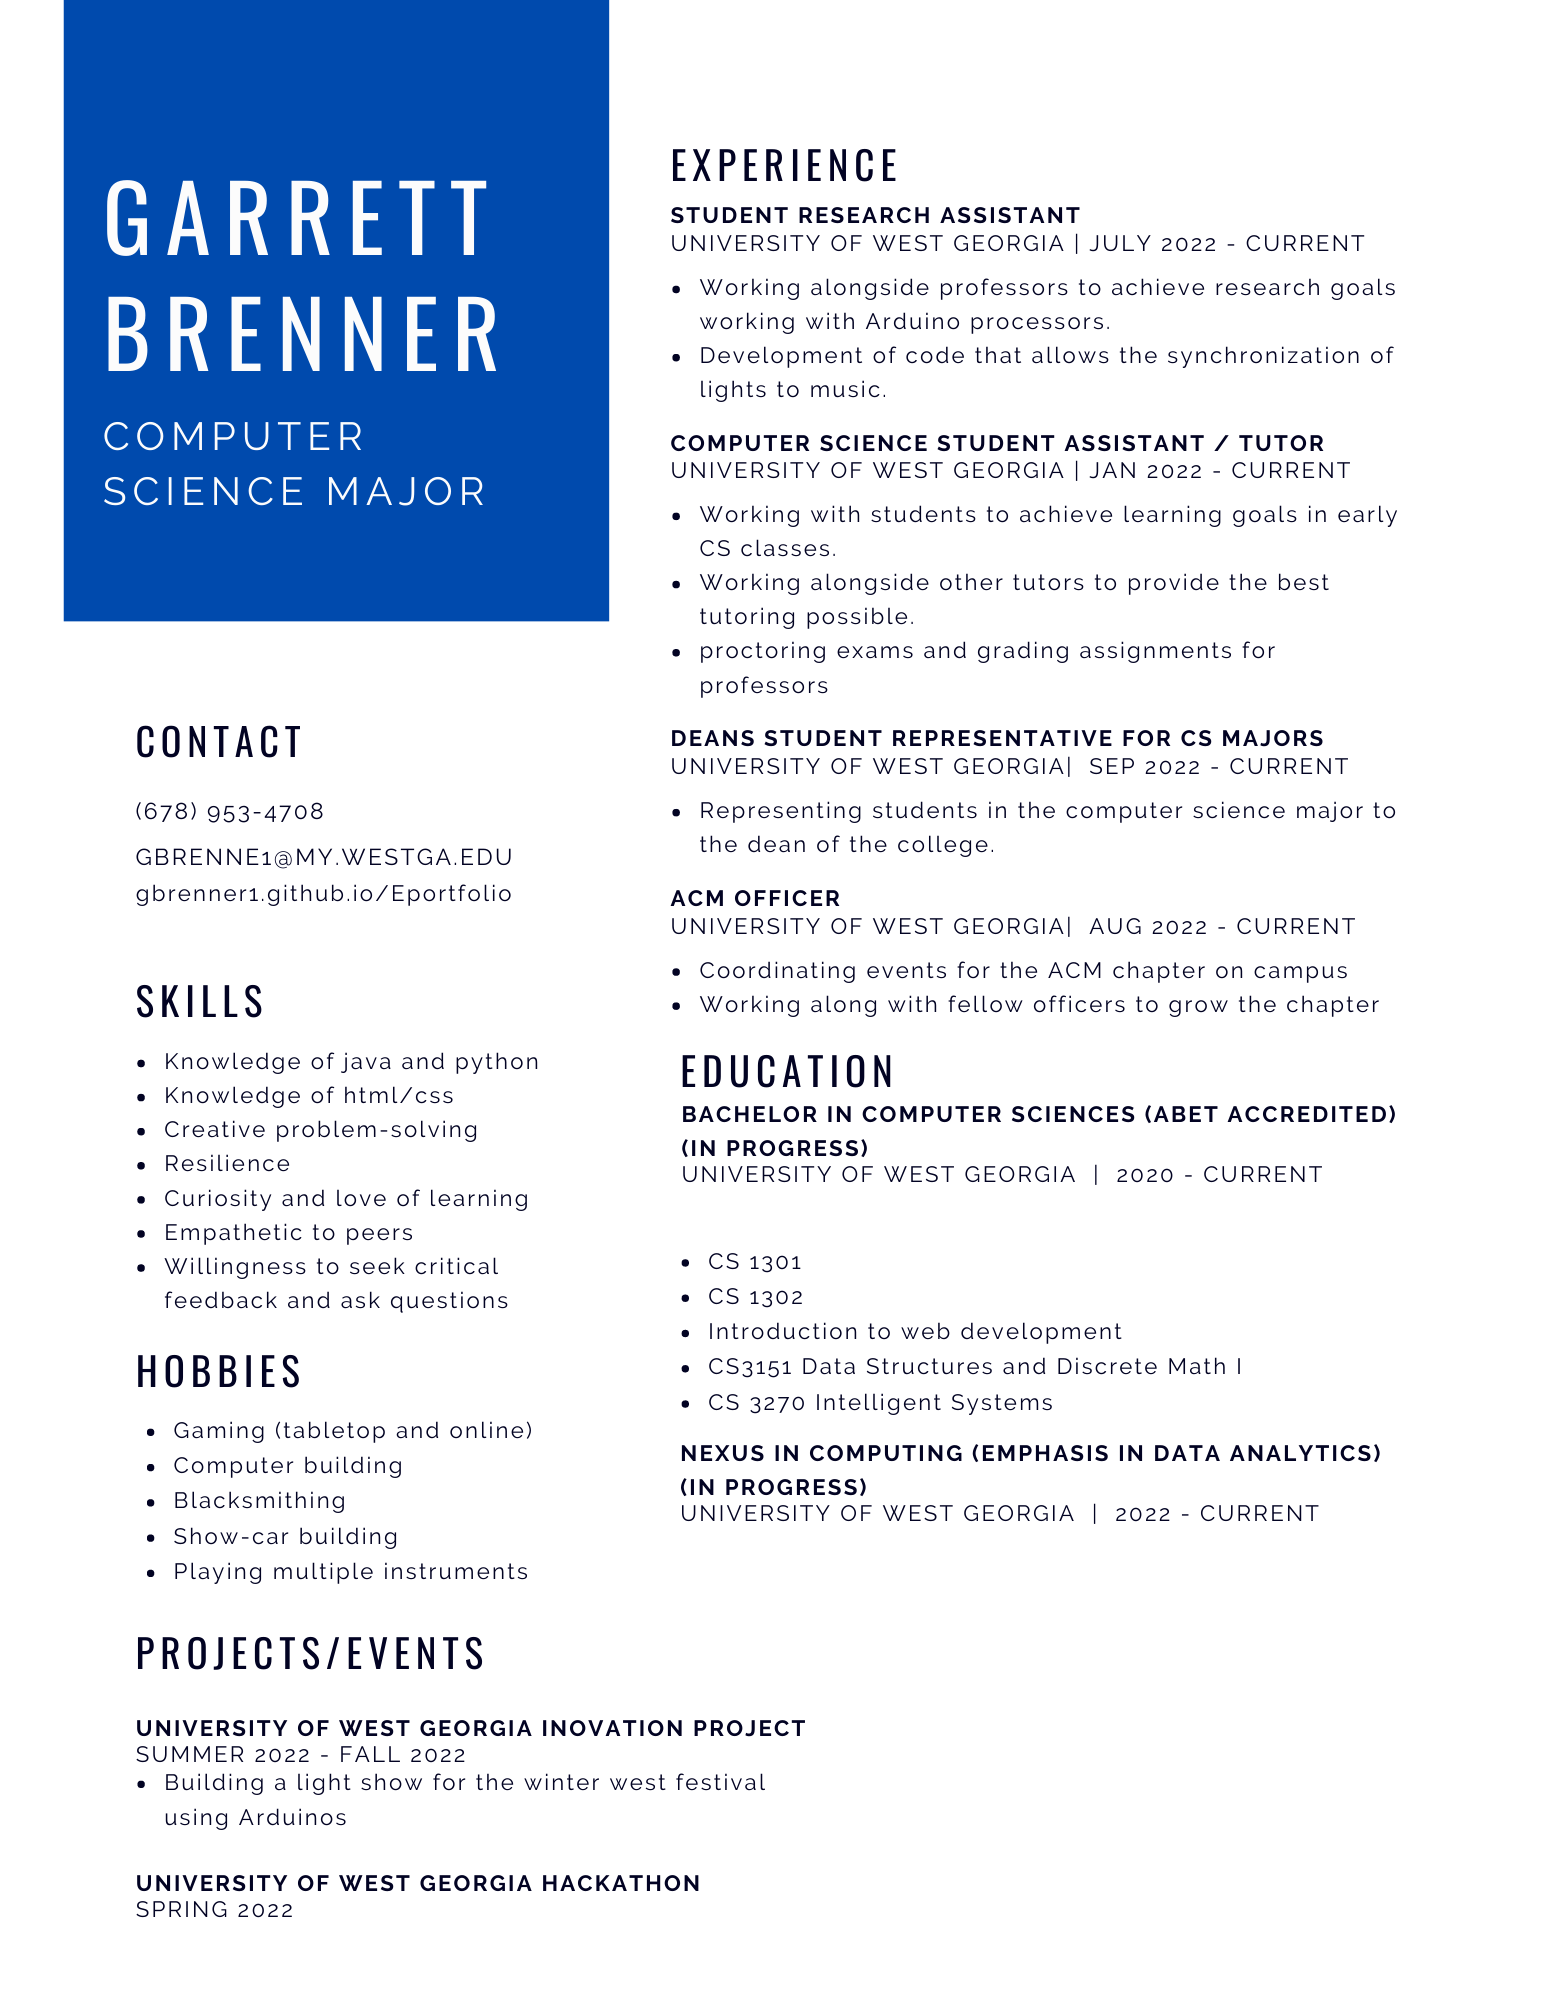 GARRETT
BRENNER
COMPUTER
SCIENCE MAJOR
CONTACT
(678) 953-4708
GBRENNE1@MY.WESTGA.EDU
gbrenner1.github.io/Eportfolio
SKILLS
• Knowledge of java and python
• Knowledge of html/css
• Creative problem-solving
• Resilience
• Curiosity and love of learning
• Empathetic to peers
• Willingness to seek critical
feedback and ask questions
HOBBIES
• Gaming (tabletop and online)
• Computer building
• Blacksmithing
• Show-car building
• Playing multiple instruments
EXPERIENCE
STUDENT RESEARCH ASSISTANT
UNIVERSITY OF WEST GEORGIA | JULY 2022 - CURRENT
• Working alongside professors to achieve research goals
working with Arduino processors.
• Development of code that allows the synchronization of
lights to music.
COMPUTER SCIENCE STUDENT ASSISTANT / TUTOR
UNIVERSITY OF WEST GEORGIA | JAN 2022 - CURRENT
• Working with students to achieve learning goals in early
CS classes.
• Working alongside other tutors to provide the best
tutoring possible.
• proctoring exams and grading assignments for
professors
DEANS STUDENT REPRESENTATIVE FOR CS MAJORS
UNIVERSITY OF WEST GEORGIA| SEP 2022 - CURRENT
• Representing students in the computer science major to
the dean of the college.
ACM OFFICER
UNIVERSITY OF WEST GEORGIA| AUG 2022 - CURRENT
• Coordinating events for the ACM chapter on campus
• Working along with fellow officers to grow the chapter
EDUCATION
BACHELOR IN COMPUTER SCIENCES (ABET ACCREDITED)
(IN PROGRESS)
UNIVERSITY OF WEST GEORGIA | 2020 - CURRENT
• CS 1301
• CS 1302
• Introduction to web development
• CS3151 Data Structures and Discrete Math I
• CS 3270 Intelligent Systems
NEXUS IN COMPUTING (EMPHASIS IN DATA ANALYTICS)
(IN PROGRESS)
UNIVERSITY OF WEST GEORGIA | 2022 - CURRENT
PROJECTS/EVENTS
UNIVERSITY OF WEST GEORGIA INOVATION PROJECT
SUMMER 2022 - FALL 2022
• Building a light show for the winter west festival
using Arduinos
UNIVERSITY OF WEST GEORGIA HACKATHON
SPRING 2022